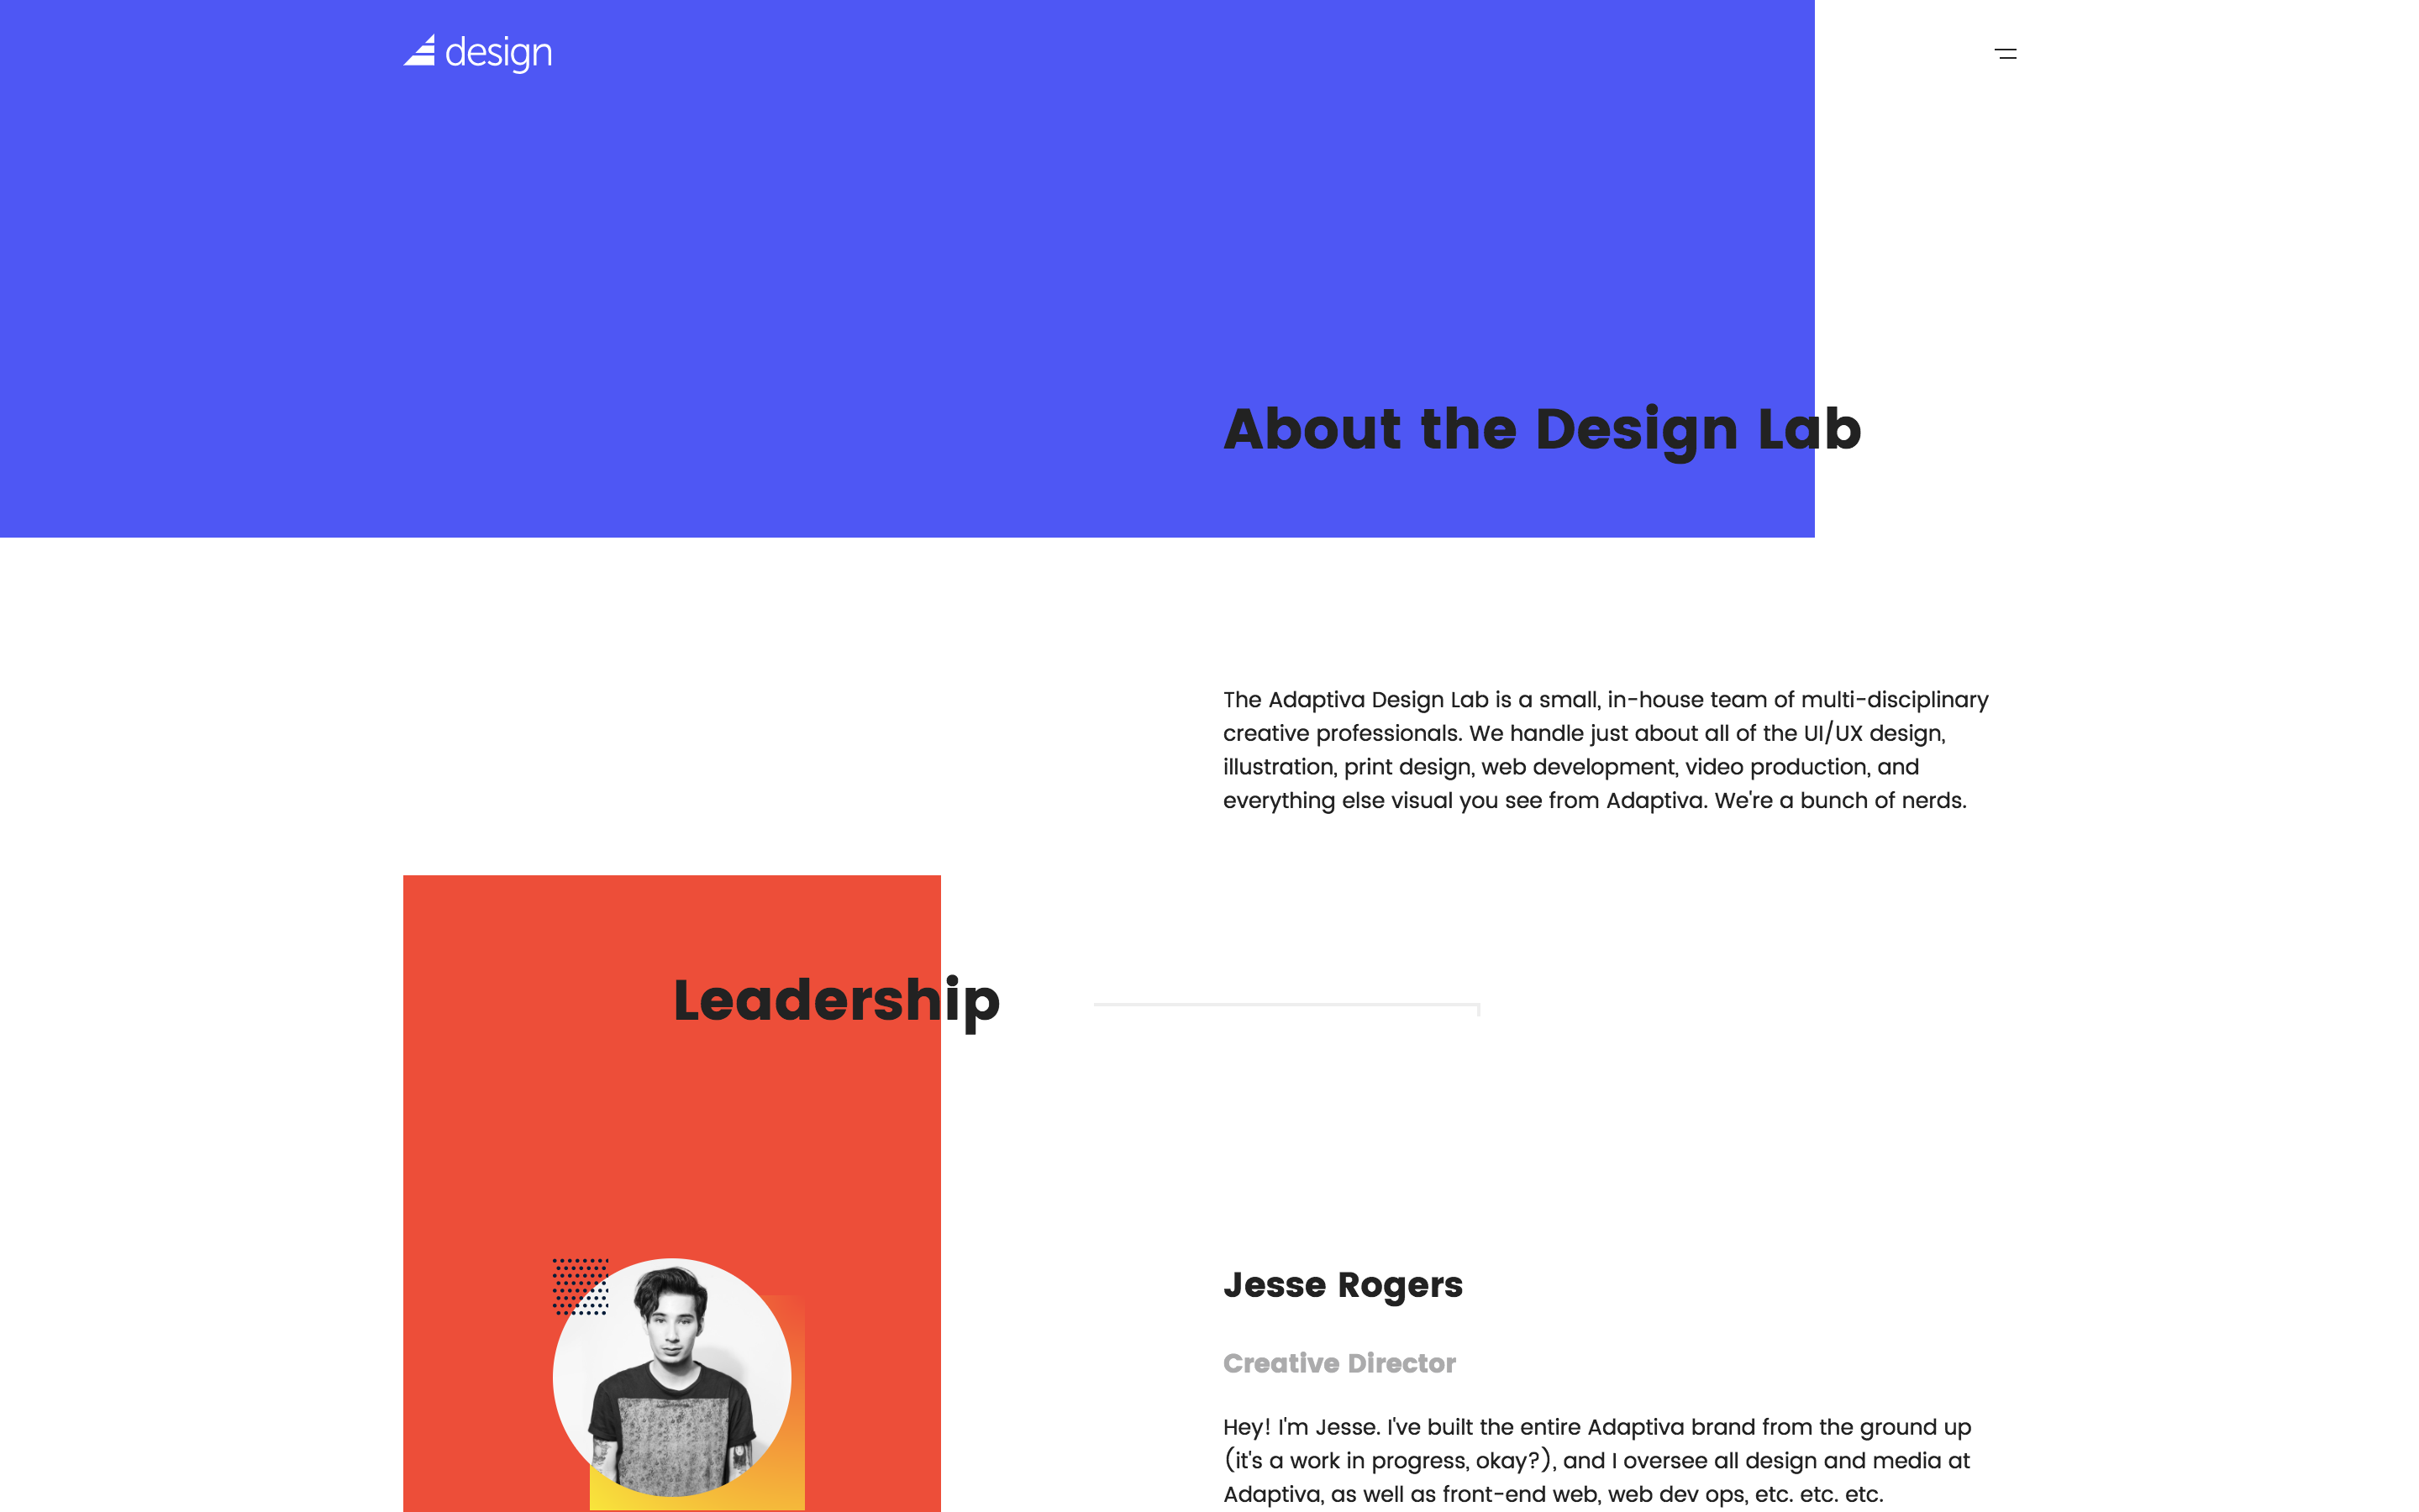 design
About the Design Lab
The Adaptiva Design Lab is a small, in-house team of multi-disciplinary
creative professionals. We handle just about all of the UI/UX design,
illustration, print design, web development, video production, and
everything else visual you see from Adaptiva. We're a bunch of nerds.
Leadership
Jesse Rogers
Creative Director
Hey! I'm Jesse. I've built the entire Adaptiva brand from the ground up
(it's a work in progress, okay?), and I oversee all design and media at
Adaptiva, as well as front-end web, web dev ops, etc. etc. etc.